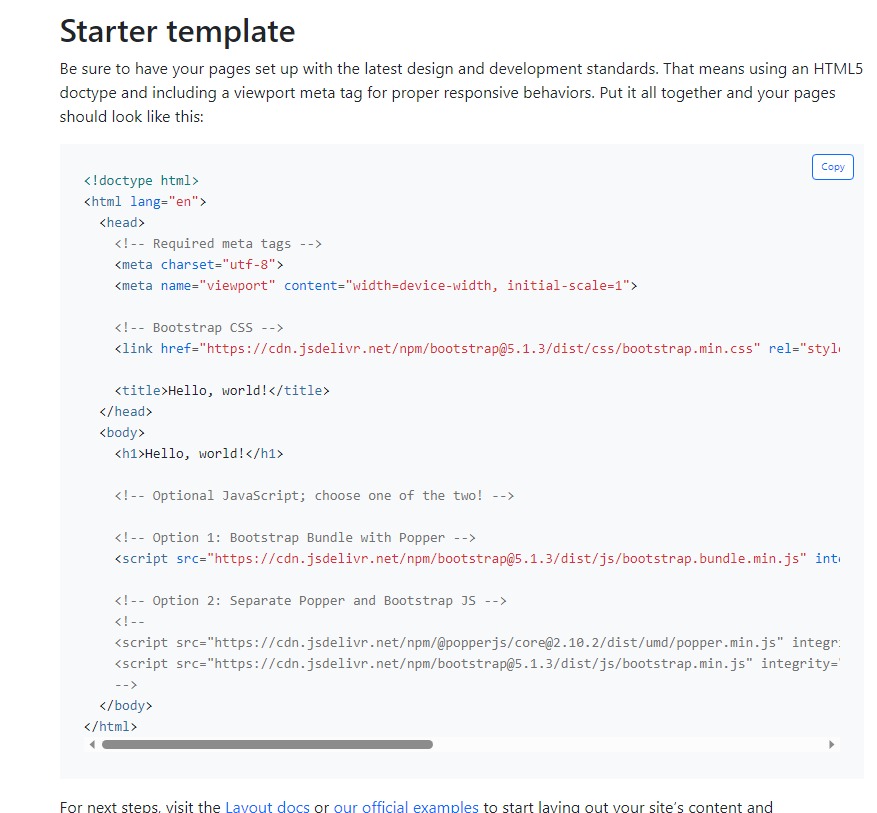 Starter template
Be sure to have your pages set up with the latest design and development standards. That means using an HTML5
doctype and including a viewport meta tag for proper responsive behaviors. Put it all together and your pages
should look like this:
Copy
<!doctype html>
<html lang="en">
  <head>
    <!-- Required meta tags -->
    <meta charset="utf-8">
    <meta name="viewport" content="width=device-width, initial-scale=1">

    <!-- Bootstrap CSS -->
    <link href="https://cdn.jsdelivr.net/npm/bootstrap@5.1.3/dist/css/bootstrap.min.css" rel="style

    <title>Hello, world!</title>
  </head>
  <body>
    <h1>Hello, world!</h1>

    <!-- Optional JavaScript; choose one of the two! -->

    <!-- Option 1: Bootstrap Bundle with Popper -->
    <script src="https://cdn.jsdelivr.net/npm/bootstrap@5.1.3/dist/js/bootstrap.bundle.min.js" inte

    <!-- Option 2: Separate Popper and Bootstrap JS -->
    <!--
    <script src="https://cdn.jsdelivr.net/npm/@popperjs/core@2.10.2/dist/umd/popper.min.js" integr
    <script src="https://cdn.jsdelivr.net/npm/bootstrap@5.1.3/dist/js/bootstrap.min.js" integrity=
    -->
  </body>
</html>
For next steps, visit the Layout docs or our official examples to start laying out your site's content and